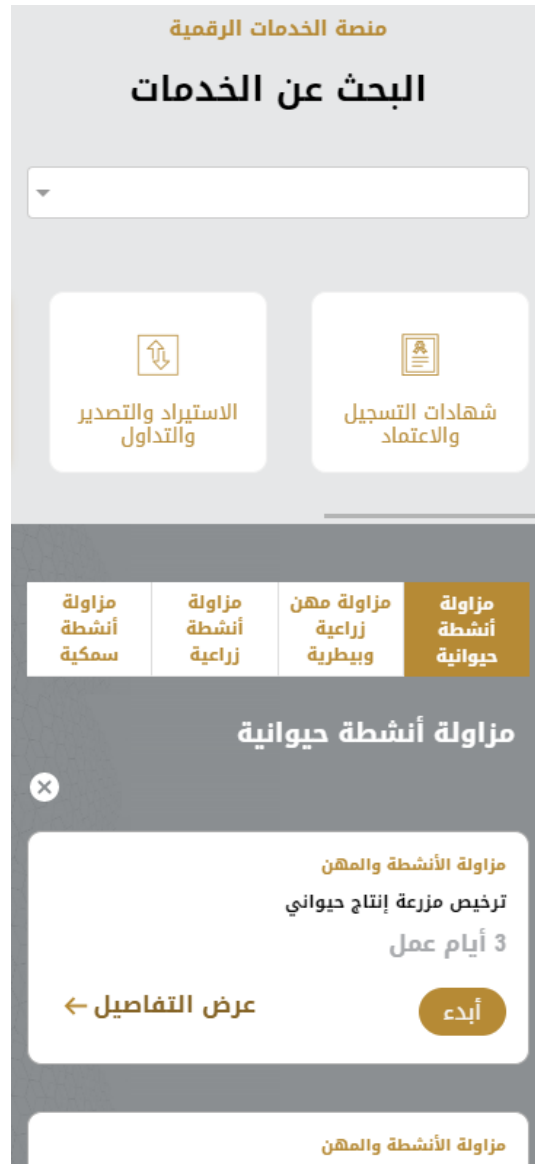 منصة الخدمات الرقمية
البحث عن الخدمات
شهادات التسجيل
والاعتماد
الاستيراد والتصدير
والتداول
مزاولة
أنشطة
حيوانية
مزاولة مهن
زراعية
وبيطرية
مزاولة
أنشطة
زراعية
مزاولة
أنشطة
سمكية
مزاولة أنشطة حيوانية
مزاولة الأنشطة والمهن
ترخيص مزرعة إنتاج حيواني
3 أيام عمل
أبدء
عرض التفاصيل
مزاولة الأنشطة والمهن